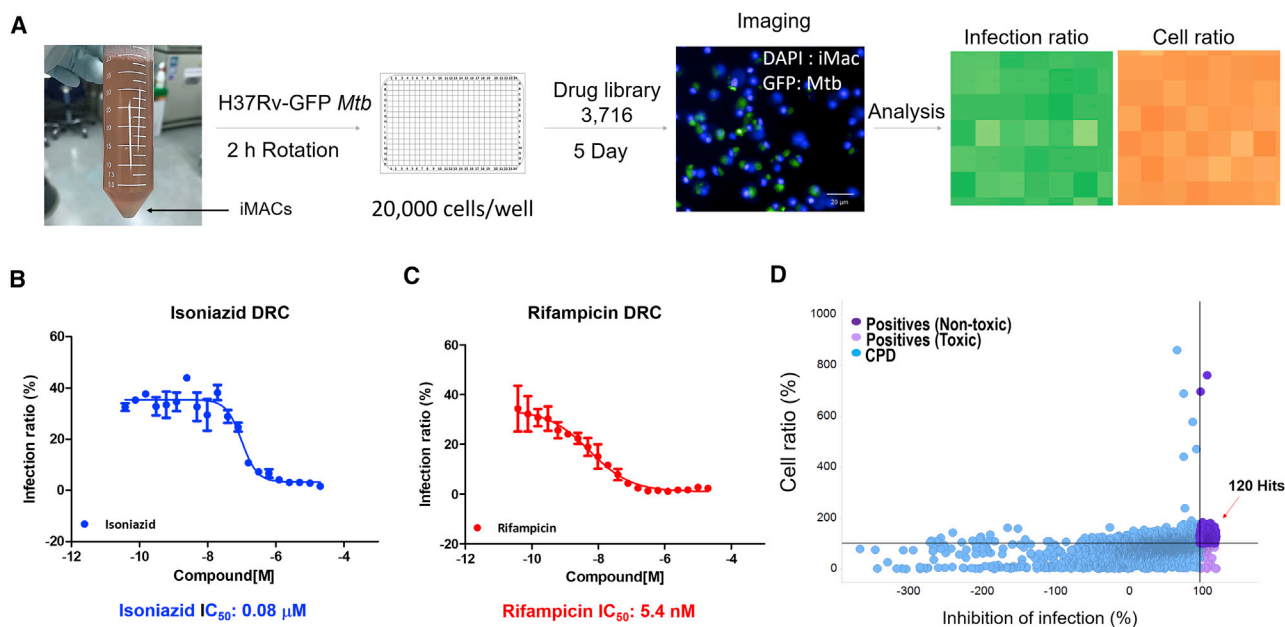 A
Imaging
Infection ratio
Cell ratio
H37Rv-GFP Mtb
2 h Rotation
iMACs
20,000 cells/well
Drug library
3,716
5 Day
DAPI : iMac
GFP: Mtb
20 μm
Analysis
B
Isoniazid DRC
Infection ratio (%)
60
40
20
0
-20
Isoniazid
-12
-10
-8
-6
-4
Compound[M]
Isoniazid IC50: 0.08 μM
C
Rifampicin DRC
Infection ratio (%)
60
40
20
0
-20
Rifampicin
-12
-10
-8
-6
-4
-2
Compound[M]
Rifampicin IC50: 5.4 nM
D
Positives (Non-toxic)
Positives (Toxic)
CPD
Cell ratio (%)
1000
800
600
400
200
0
120 Hits
-300
-200
-100
0
100
Inhibition of infection (%)